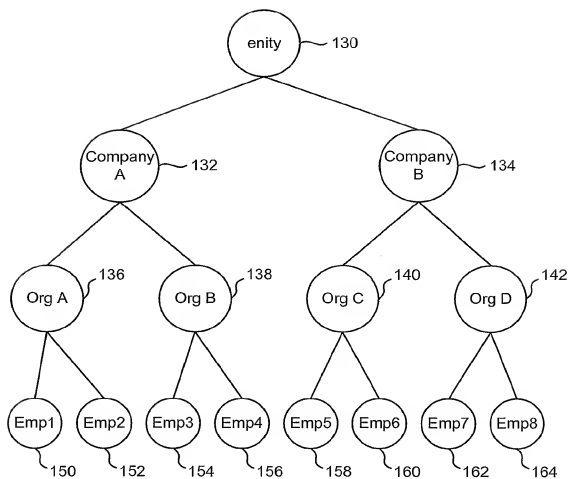 enity
130
Company
A
132
Company
B
134
Org A
136
Org B
138
Org C
140
Org D
142
Emp1
Emp2
Emp3
Emp4
Emp5
Emp6
Emp7
Emp8
150
152
154
156
158
160
162
164